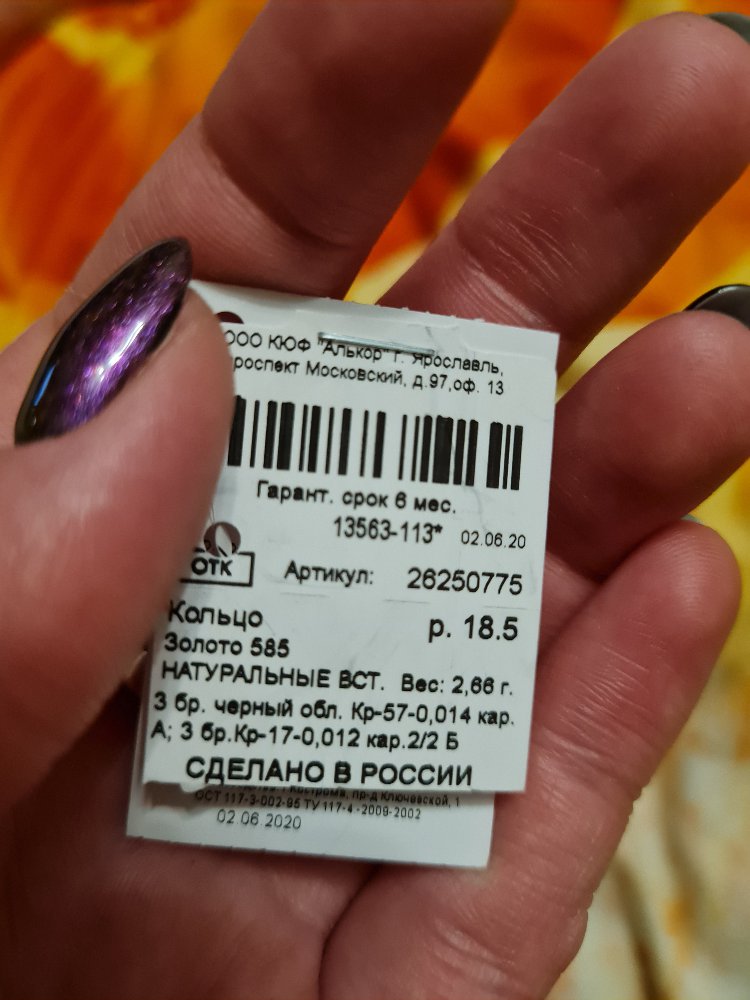 ООО КЮФ "Алькор" г. Ярославль,
Московский, д.97,оф. 13
Гарант. срок 6 мес.
13563-113* 02.06.20
ОТК Артикул: 26250775
Кольцо р. 18.5
Золото 585
НАТУРАЛЬНЫЕ ВСТ. Вес: 2,66 г.
3 бр. черный обл. Кр-57-0,014 кар.
А; 3 бр.Кр-17-0,012 кар.2/2 Б
СДЕЛАНО В РОССИИ
Кострома, пр-д Ключевской, 1
ОСТ 117-3-002-95 ТУ 117-4-2009-2002
02.06.2020